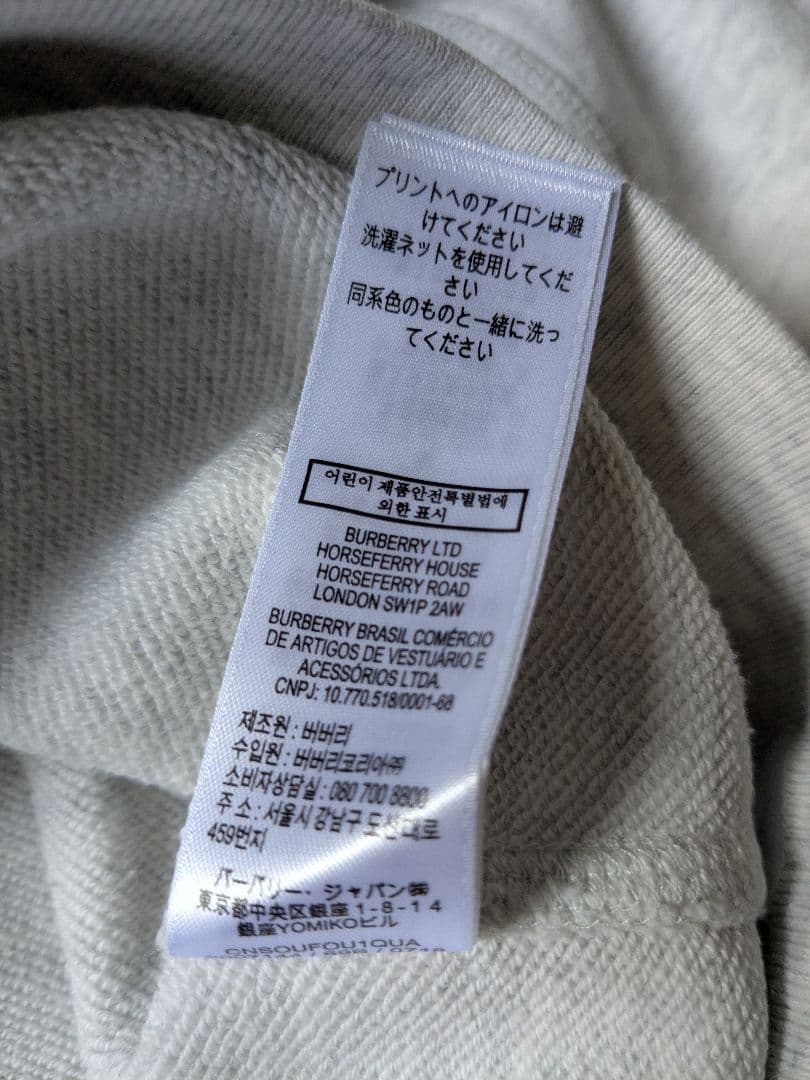 プリントへのアイロンは避
けてください
洗濯ネットを使用してくだ
さい
同系色のものと一緒に洗っ
てください
어린이 제품안전특별법에
의한 표시
BURBERRY LTD
HORSEFERRY HOUSE
HORSEFERRY ROAD
LONDON SW1P 2AW
BURBERRY BRASIL COMÉRCIO
DE ARTIGOS DE VESTUÁRIO E
ACESSÓRIOS LTDA.
CNPJ: 10.770.518/0001-68
제조원 : 버버리
수입원 : 버버리코리아㈜
소비자상담실 : 080 700 8800
주 소 : 서울시 강남구 도산대로
459번지
バーバリー・ジャパン㈱
東京都中央区銀座 1-8-14
銀座YOMIKOビル
CNSOUFOU1QUA